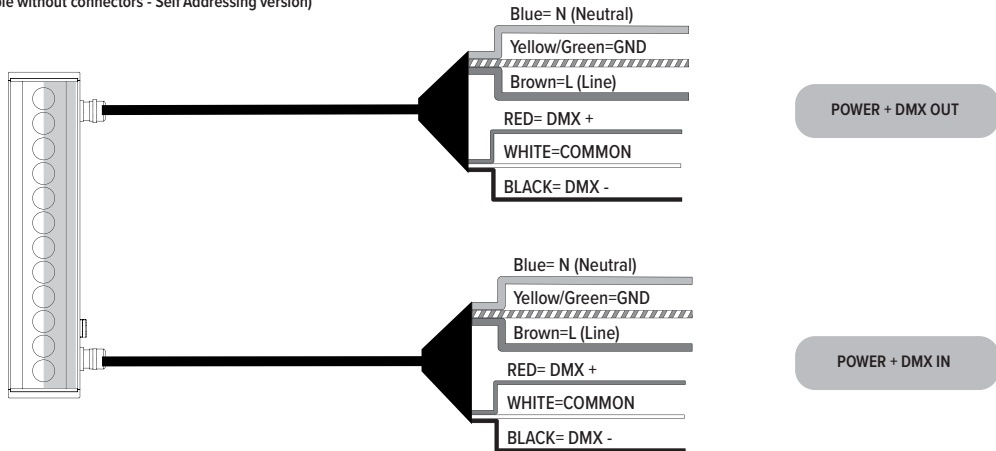 without connectors - Self Addressing version)
Blue= N (Neutral)
Yellow/Green=GND
Brown=L (Line)
RED= DMX +
WHITE=COMMON
BLACK= DMX -
POWER + DMX OUT
Blue= N (Neutral)
Yellow/Green=GND
Brown=L (Line)
RED= DMX +
WHITE=COMMON
BLACK= DMX -
POWER + DMX IN